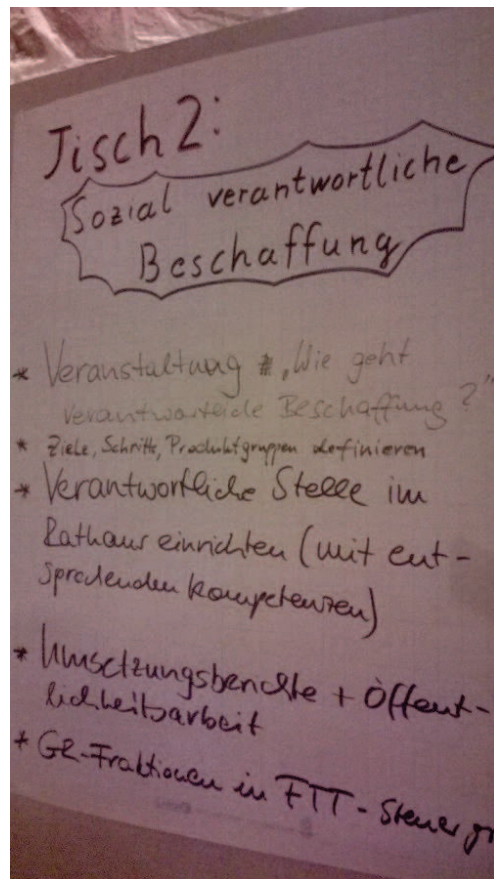 Tisch 2:
Sozial verantwortliche
Beschaffung
* Veranstaltung „Wie geht
verantwortliche Beschaffung?"
* Ziele, Schritte, Produktgruppen definieren
* Verantwortliche Stelle im
Rathaus einrichten (mit ent-
sprechenden Kompetenzen)
* Umsetzungsberichte + Öffent-
lichkeitsarbeit
* GR-Fraktionen in FTT-Steuergr